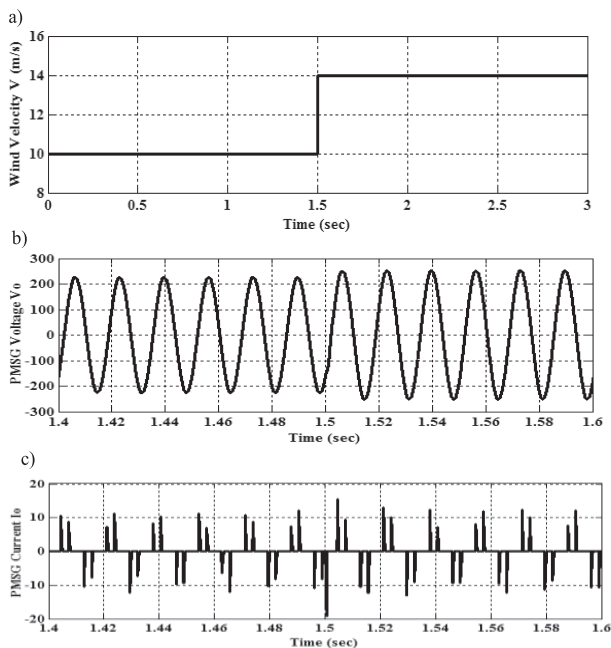 a)
Wind Velocity V (m/s)
16
14
12
10
8
0 0.5 1 1.5 2 2.5 3
Time (sec)
b)
PMSG Voltage Vo
300
200
100
0
-100
-200
-300
1.4 1.42 1.44 1.46 1.48 1.5 1.52 1.54 1.56 1.58 1.6
Time (sec)
c)
PMSG Current Io
20
10
0
-10
-20
1.4 1.42 1.44 1.46 1.48 1.5 1.52 1.54 1.56 1.58 1.6
Time (sec)